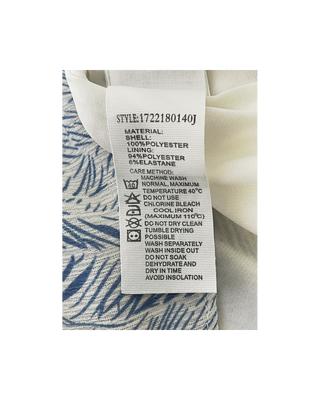 STYLE:1722180140J
MATERIAL:
SHELL:
100%POLYESTER
LINING:
94%POLYESTER
6%ELASTANE
CARE METHOD:
MACHINE WASH
NORMAL, MAXIMUM
TEMPERATURE 40°C
DO NOT USE
CHLORINE BLEACH
COOL IRON
(MAXIMUM 110°C)
DO NOT DRY CLEAN
TUMBLE DRYING
POSSIBLE
WASH SEPARATELY
WASH INSIDE OUT
DO NOT SOAK
DEHYDRATE AND
DRY IN TIME
AVOID INSOLATION